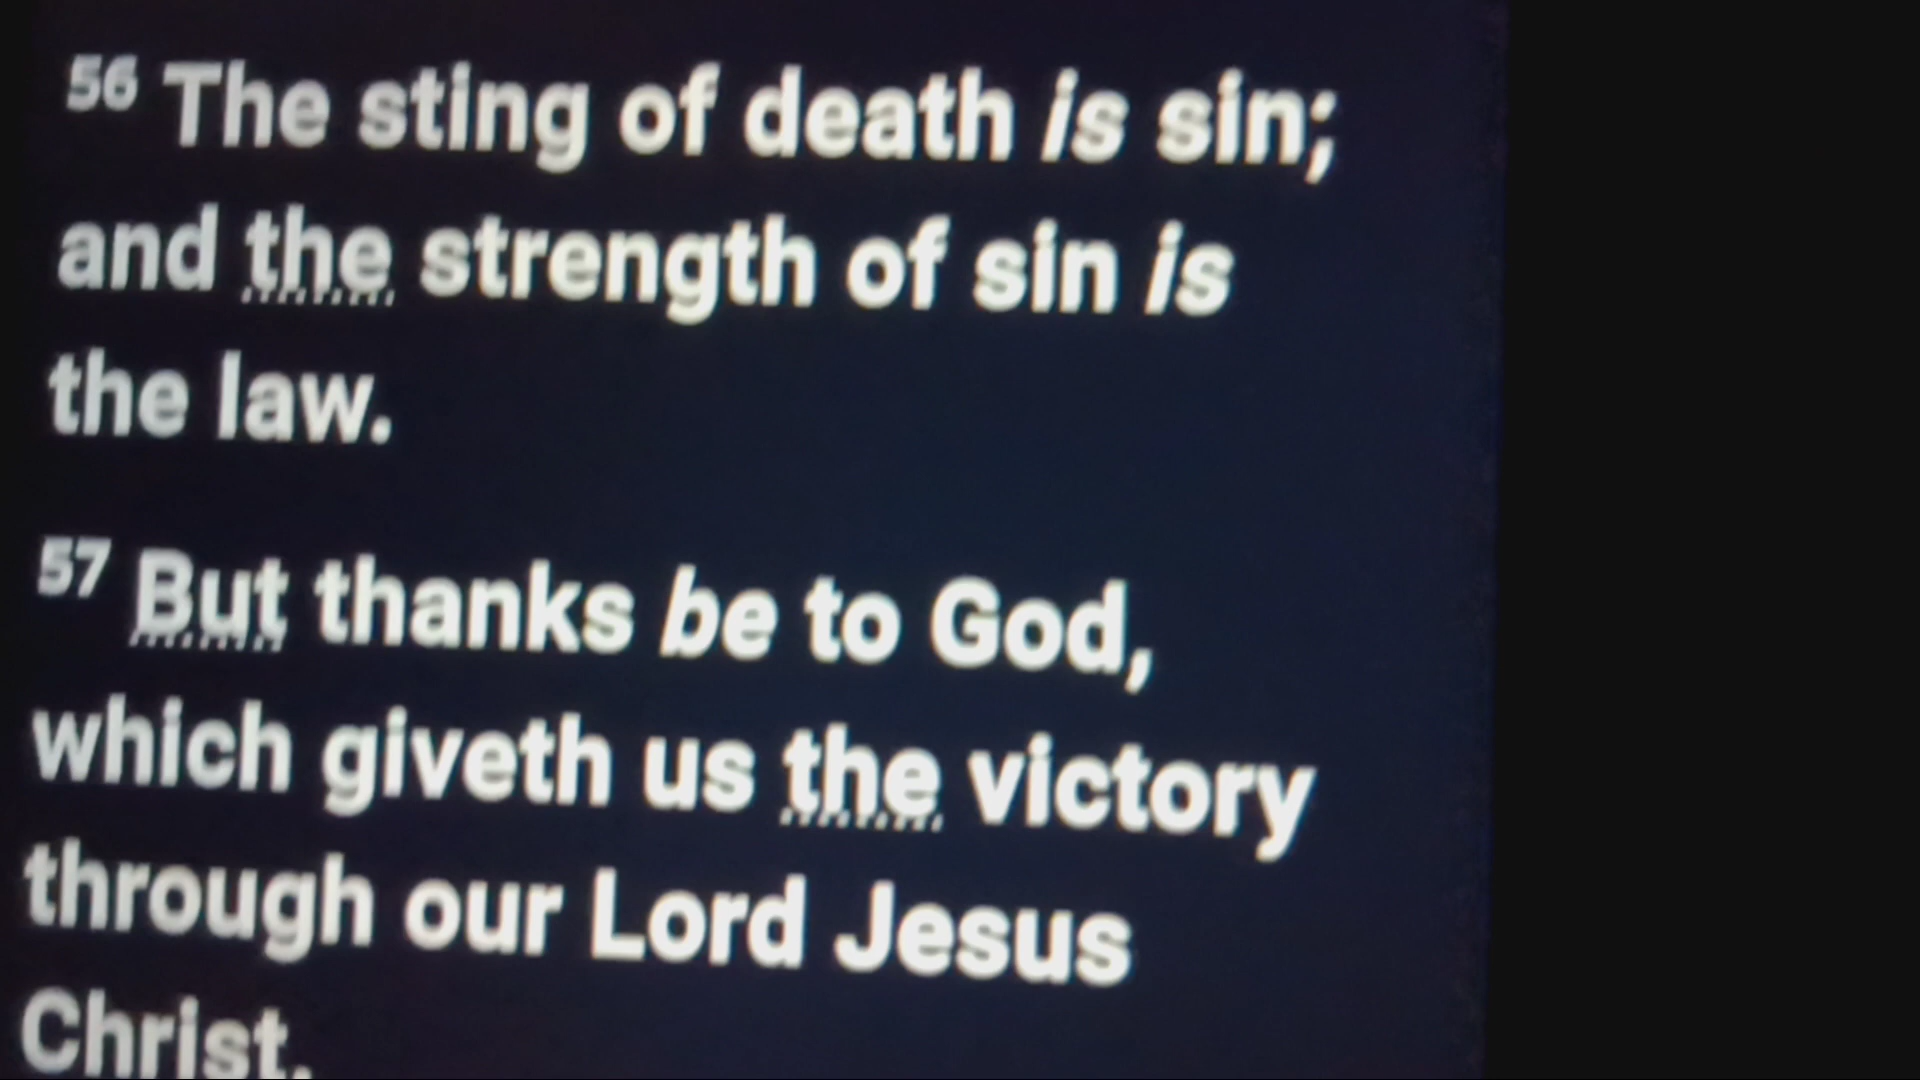 56 The sting of death is sin;
and the strength of sin is
the law.
57 But thanks be to God,
which giveth us the victory
through our Lord Jesus
Christ.